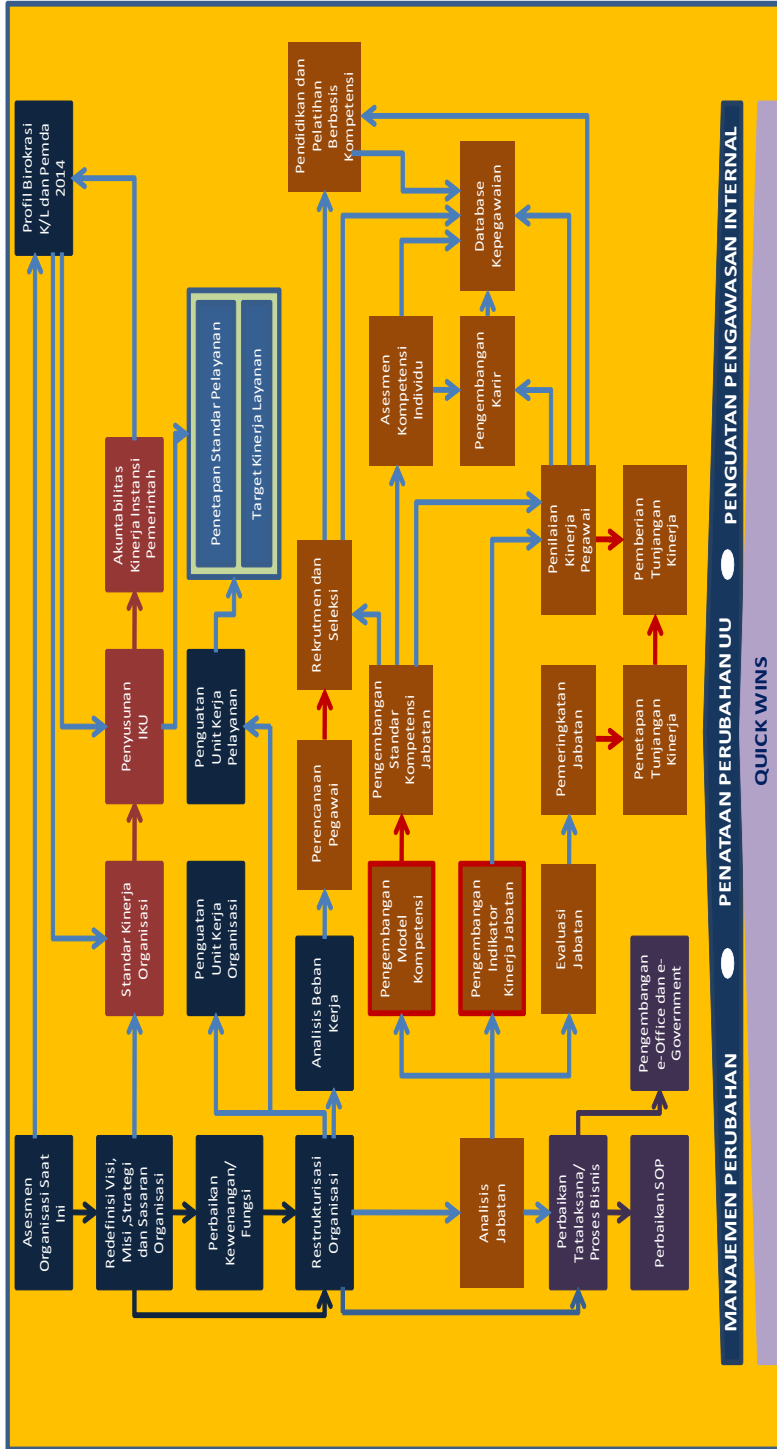 Asesmen
Organisasi Saat
Ini
Profil Birokrasi
K/L dan Pemda
2014
Redefinisi Visi,
Misi ,Strategi
dan Sasaran
Organisasi
Standar Kinerja
Organisasi
Penyusunan
IKU
Akuntabilitas
Kinerja Instansi
Pemerintah
Perbaikan
Kewenangan/
Fungsi
Penguatan
Unit Kerja
Organisasi
Penguatan
Unit Kerja
Pelayanan
Penetapan Standar Pelayanan
Target Kinerja Layanan
Restrukturisasi
Organisasi
Analisis Beban
Kerja
Perencanaan
Pegawai
Rekrutmen dan
Seleksi
Pendidikan dan
Pelatihan
Berbasis
Kompetensi
Pengembangan
Model
Kompetensi
Pengembangan
Standar
Kompetensi
Jabatan
Asesmen
Kompetensi
Individu
Analisis
Jabatan
Pengembangan
Indikator
Kinerja Jabatan
Pengembangan
Karir
Database
Kepegawaian
Perbaikan
Tatalaksana/
Proses Bisnis
Evaluasi
Jabatan
Pemeringkatan
Jabatan
Penilaian
Kinerja
Pegawai
Perbaikan SOP
Pengembangan
e-Office dan e-
Government
Penetapan
Tunjangan
Kinerja
Pemberian
Tunjangan
Kinerja
MANAJEMEN PERUBAHAN
PENATAAN PERUBAHAN UU
PENGUATAN PENGAWASAN INTERNAL
QUICK WINS